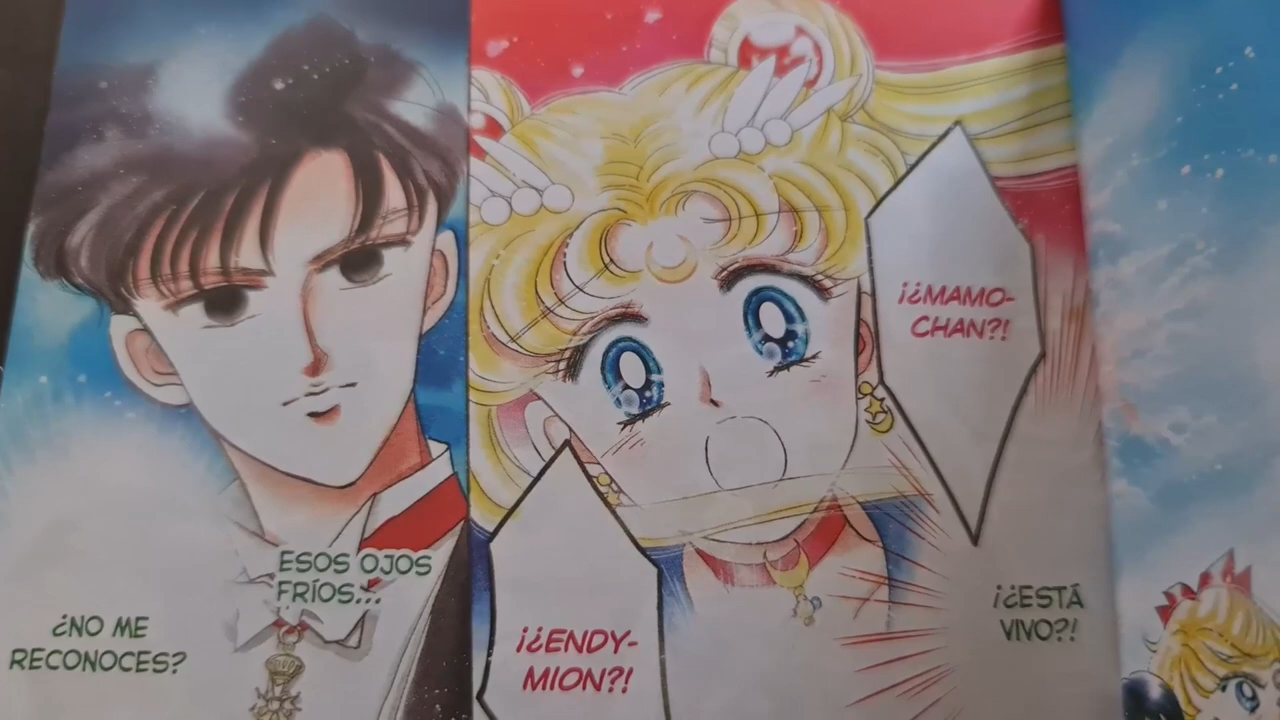 ¡¿MAMO-
CHAN?!
¡¿ESTÁ
VIVO?!
¡¿ENDY-
MION?!
ESOS OJOS
FRÍOS...
¿NO ME
RECONOCES?